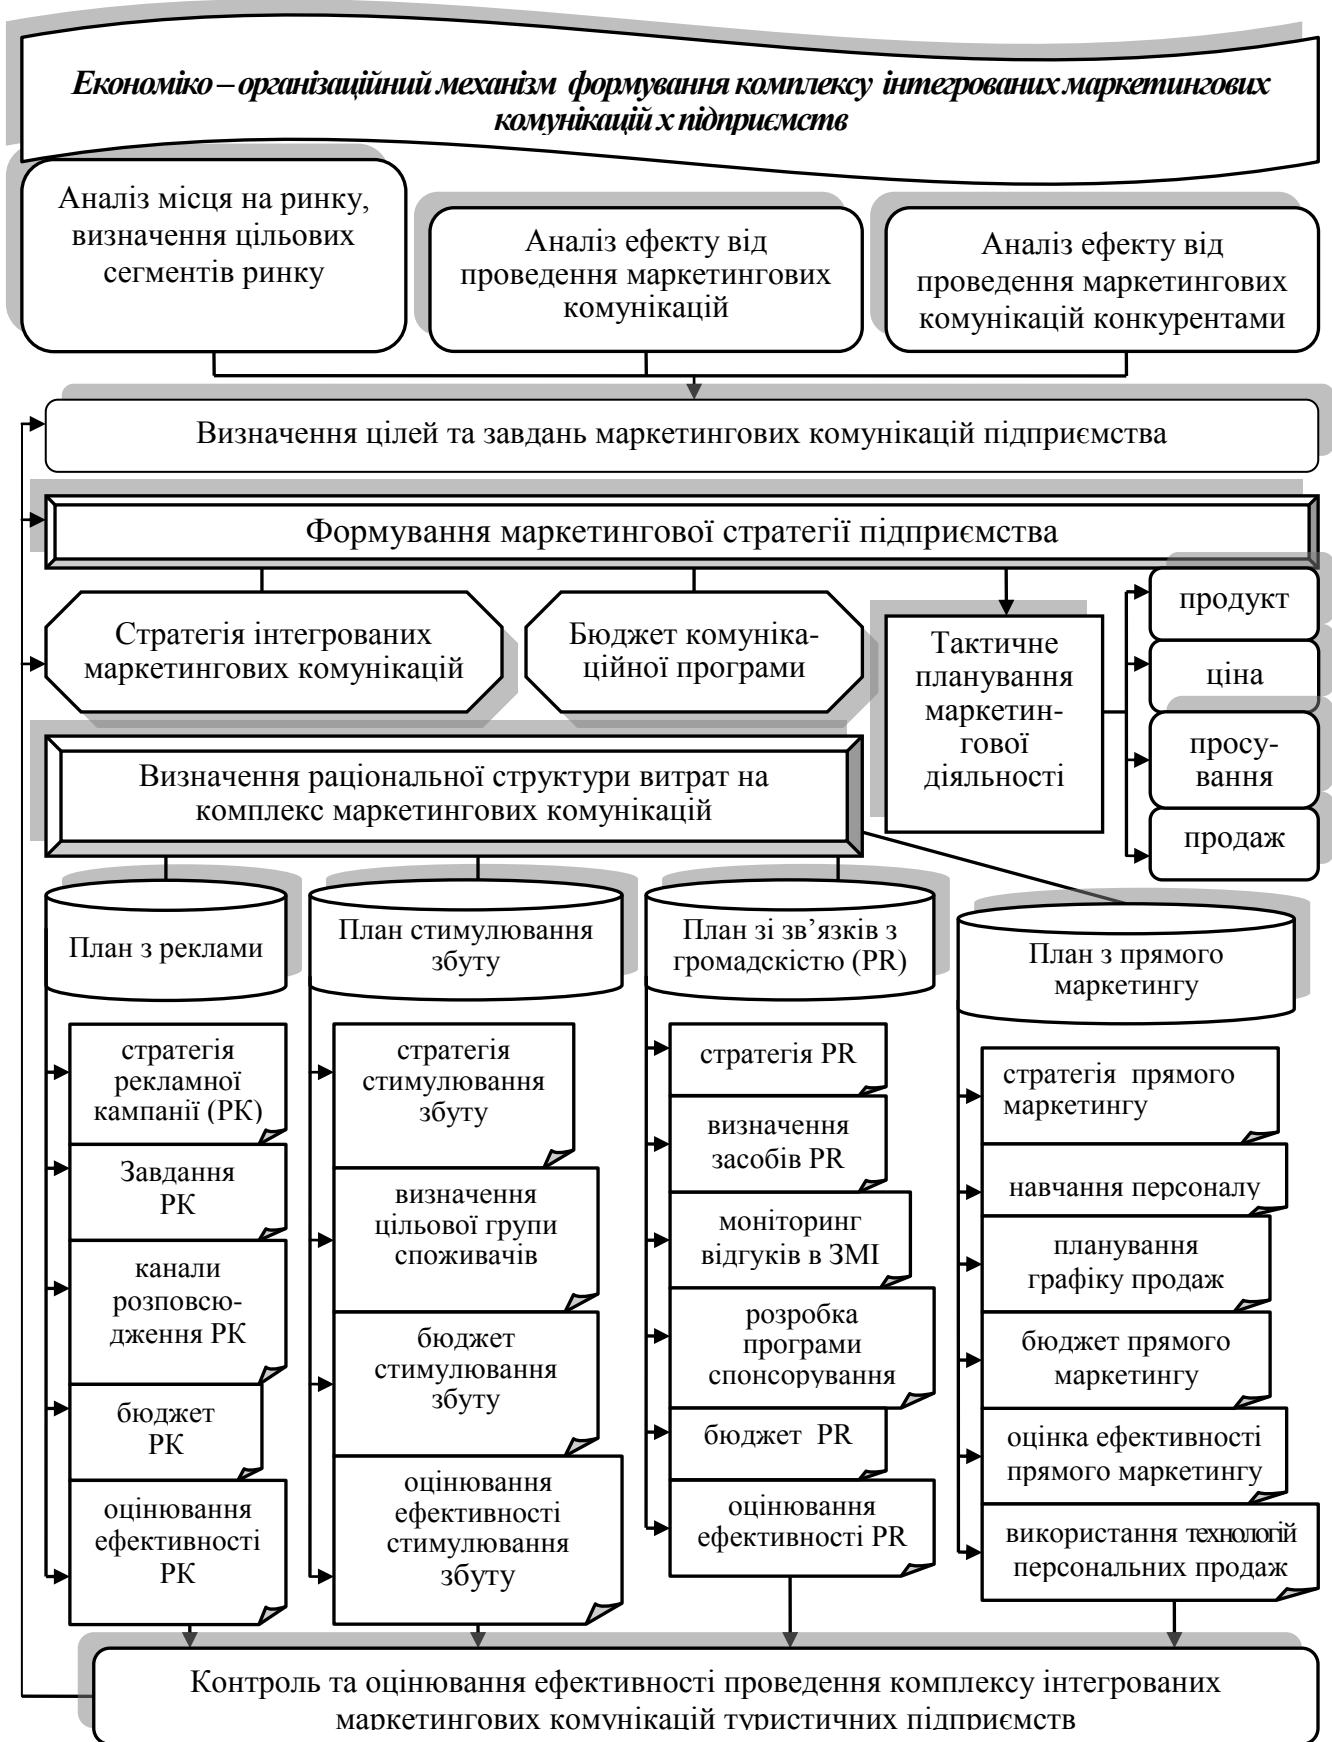 Економіко – організаційний механізм формування комплексу інтегрованих маркетингових
комунікацій х підприємств
Аналіз місця на ринку,
визначення цільових
сегментів ринку
Аналіз ефекту від
проведення маркетингових
комунікацій
Аналіз ефекту від
проведення маркетингових
комунікацій конкурентами
Визначення цілей та завдань маркетингових комунікацій підприємства
Формування маркетингової стратегії підприємства
Стратегія інтегрованих
маркетингових комунікацій
Бюджет комуніка-
ційної програми
Тактичне
планування
маркетин-
гової
діяльності
продукт
ціна
просу-
вання
продаж
Визначення раціональної структури витрат на
комплекс маркетингових комунікацій
План з реклами
стратегія
рекламної
кампанії (РК)
Завдання
РК
канали
розповсю-
дження РК
бюджет
РК
оцінювання
ефективності
РК
План стимулювання
збуту
стратегія
стимулювання
збуту
визначення
цільової групи
споживачів
бюджет
стимулювання
збуту
оцінювання
ефективності
стимулювання
збуту
План зі зв’язків з
громадскістю (PR)
стратегія PR
визначення
засобів PR
моніторинг
відгуків в ЗМІ
розробка
програми
спонсорування
бюджет PR
оцінювання
ефективності PR
План з прямого
маркетингу
стратегія прямого
маркетингу
навчання персоналу
планування
графіку продаж
бюджет прямого
маркетингу
оцінка ефективності
прямого маркетингу
використання технологій
персональних продаж
Контроль та оцінювання ефективності проведення комплексу інтегрованих
маркетингових комунікацій туристичних підприємств